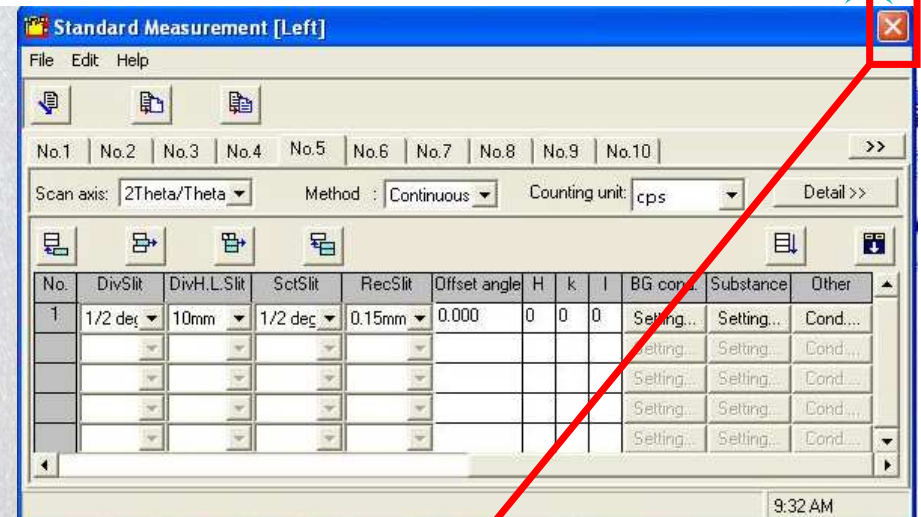 Standard Measurement [Left]
File Edit Help
No.1 No.2 No.3 No.4 No.5 No.6 No.7 No.8 No.9 No.10 >>
Scan axis: 2Theta/Theta Method : Continuous Counting unit: cps Detail >>
No. DivSlit DivH.L.Slit SctSlit RecSlit Offset angle H k l BG cond. Substance Other
1 1/2 deg 10mm 1/2 deg 0.15mm 0.000 0 0 0 Setting... Setting... Cond....
Setting... Setting... Cond....
Setting... Setting... Cond....
Setting... Setting... Cond....
Setting... Setting... Cond....
9:32 AM